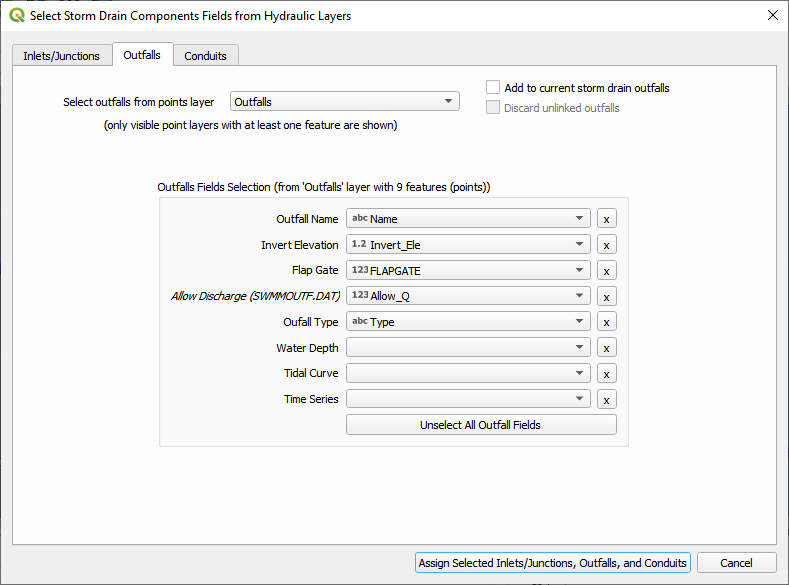 Select Storm Drain Components Fields from Hydraulic Layers
Inlets/Junctions Outfalls Conduits
Select outfalls from points layer Outfalls
Add to current storm drain outfalls
Discard unlinked outfalls
(only visible point layers with at least one feature are shown)
Outfalls Fields Selection (from 'Outfalls' layer with 9 features (points))
Outfall Name abc Name x
Invert Elevation 1.2 Invert_Ele x
Flap Gate 123 FLAPGATE x
Allow Discharge (SWMMOUTF.DAT) 123 Allow_Q x
Oufall Type abc Type x
Water Depth x
Tidal Curve x
Time Series x
Unselect All Outfall Fields
Assign Selected Inlets/Junctions, Outfalls, and Conduits Cancel